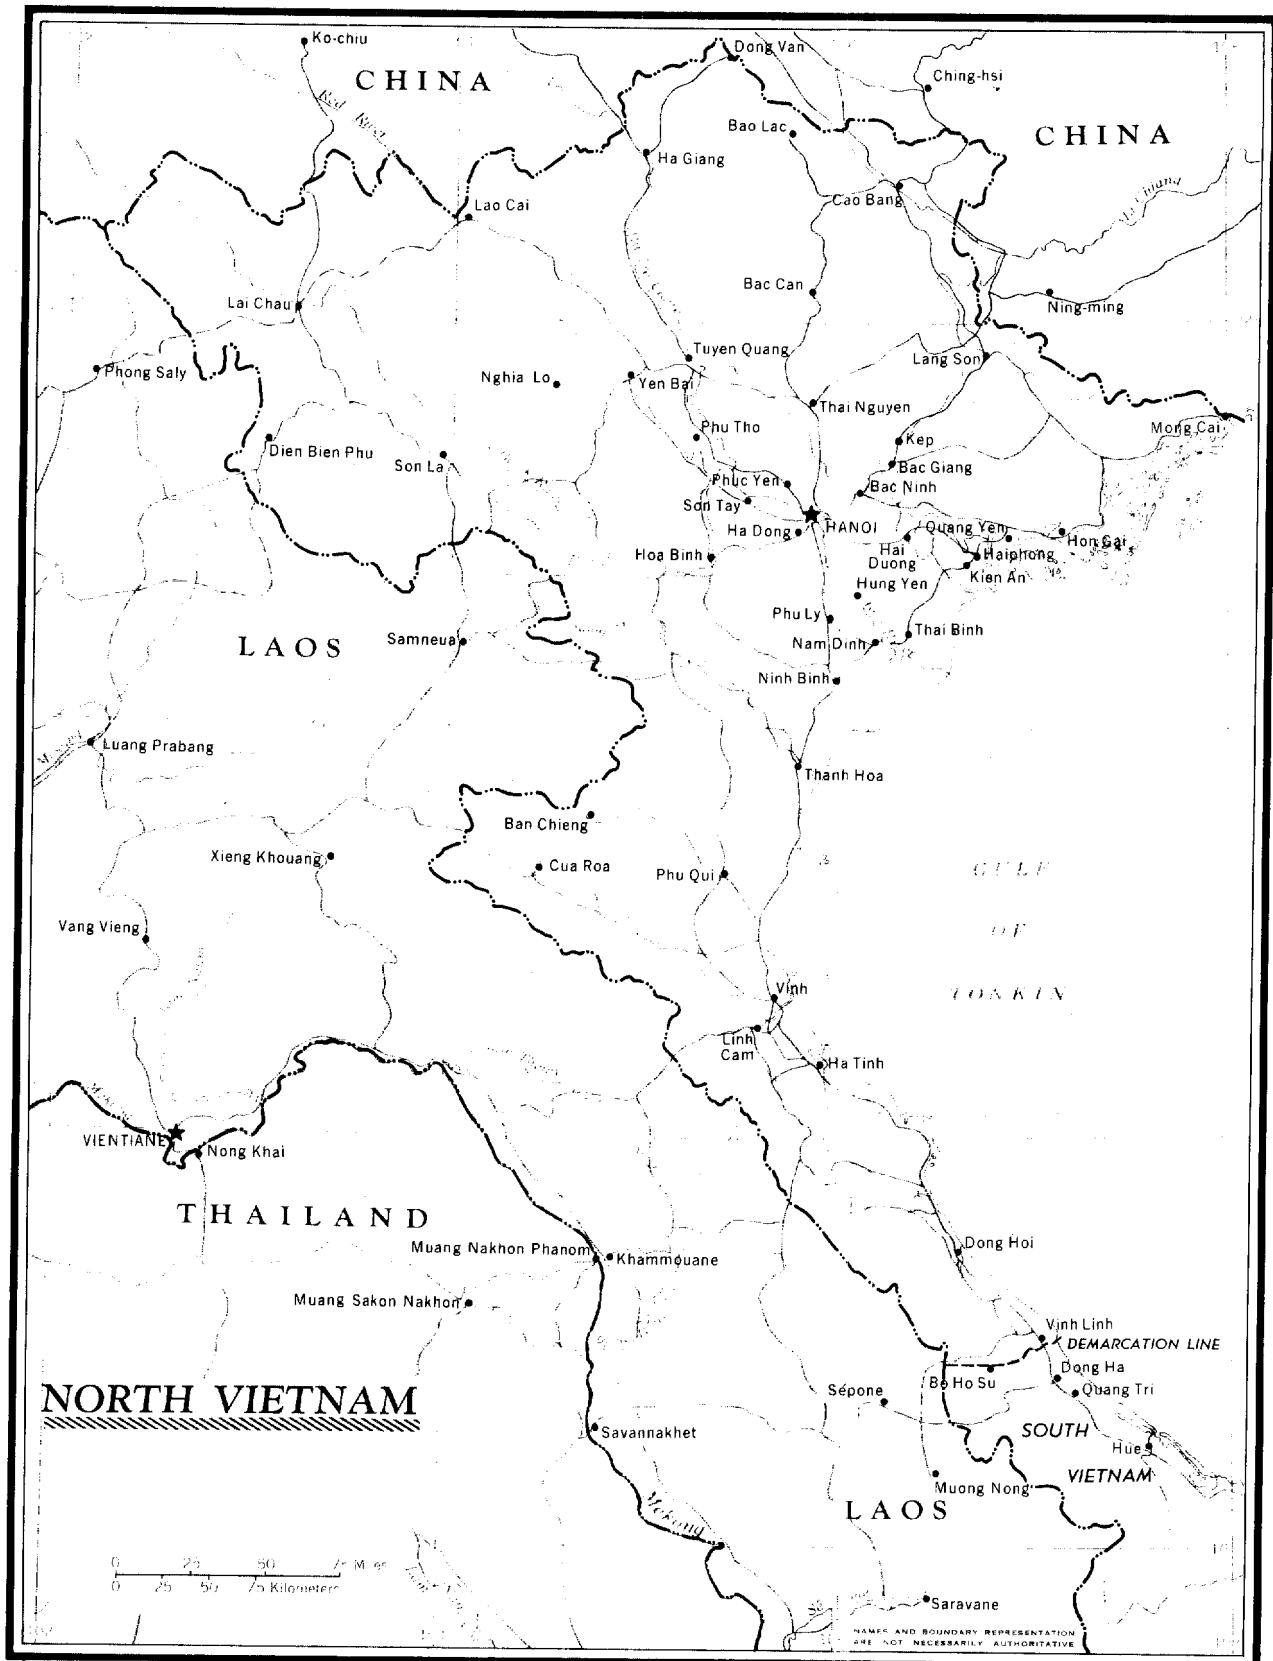 Ko-chiu
Dong Van
CHINA
Ching-hsi
Red River
Bao Lac
CHINA
Ha Giang
Cao Bang
Lao Cai
Bac Can
Lai Chau
Ning-ming
Tuyen Quang
Lang Son
Phong Saly
Nghia Lo
Yen Bai
Thai Nguyen
Mong Cai
Phu Tho
Kep
Dien Bien Phu
Son La
Bac Giang
Phuc Yen
Bac Ninh
Son Tay
HANOI
Quang Yen
Ha Dong
Hon Gai
Hai
Duong
Haiphong
Hoa Binh
Kien An
Hung Yen
Phu Ly
Thai Binh
LAOS
Samneua
Nam Dinh
Ninh Binh
Luang Prabang
Thanh Hoa
Ban Chieng
Xieng Khouang
Cua Roa
Phu Qui
GULF
OF
TONKIN
Vang Vieng
Vinh
Linh
Cam
Ha Tinh
VIENTIANE
Nong Khai
THAILAND
Dong Hoi
Muang Nakhon Phanom
Khammouane
Muang Sakon Nakhon
Vinh Linh
DEMARCATION LINE
Dong Ha
Bo Ho Su
Quang Tri
NORTH VIETNAM
Sépone
SOUTH
VIETNAM
Savannakhet
Hue
Muong Nong
Mekong
LAOS
0 25 50 75 Miles
0 25 50 75 Kilometers
Saravane
NAMES AND BOUNDARY REPRESENTATION
ARE NOT NECESSARILY AUTHORITATIVE